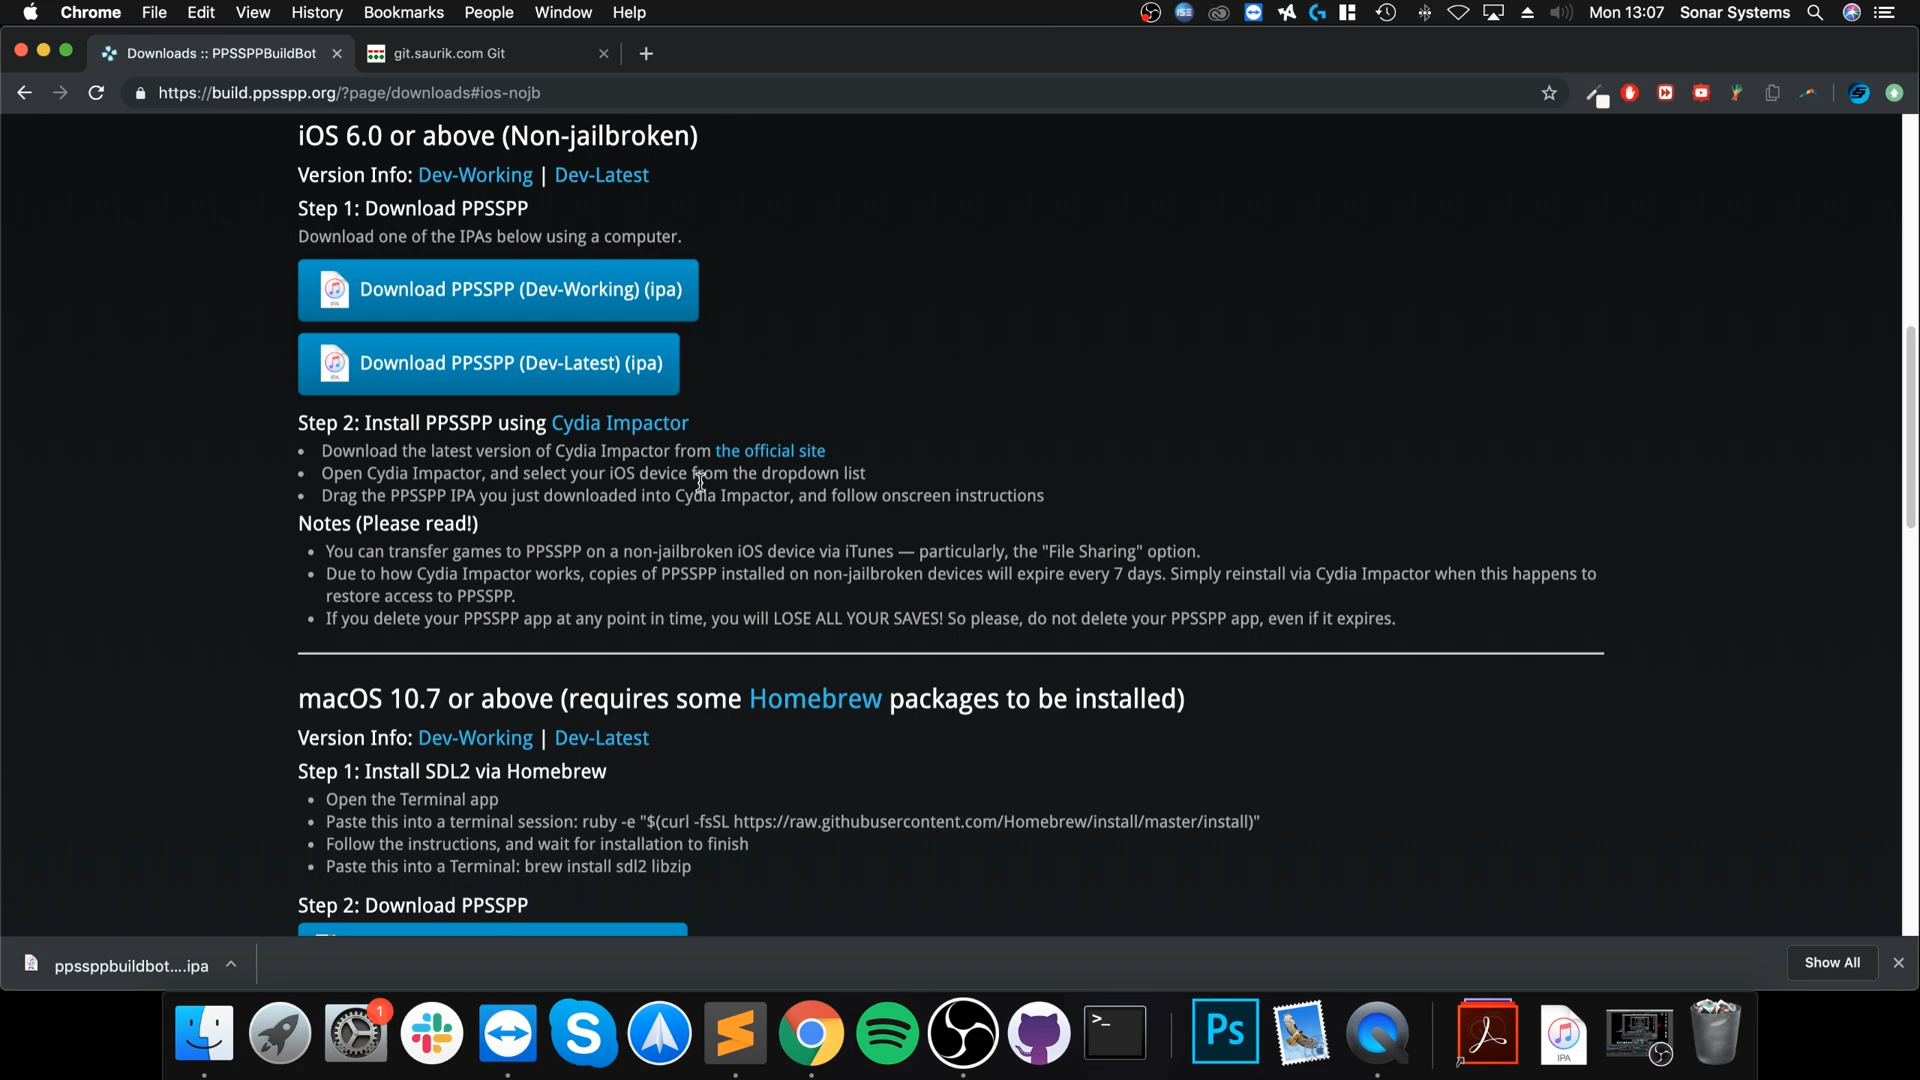 Chrome File Edit View History Bookmarks People Window Help Mon 13:07 Sonar Systems
Downloads :: PPSSPPBuildBot git.saurik.com Git
https://build.ppsspp.org/?page/downloads#ios-nojb
iOS 6.0 or above (Non-jailbroken)
Version Info: Dev-Working | Dev-Latest
Step 1: Download PPSSPP
Download one of the IPAs below using a computer.
IPA Download PPSSPP (Dev-Working) (ipa)
IPA Download PPSSPP (Dev-Latest) (ipa)
Step 2: Install PPSSPP using Cydia Impactor
• Download the latest version of Cydia Impactor from the official site
• Open Cydia Impactor, and select your iOS device from the dropdown list
• Drag the PPSSPP IPA you just downloaded into Cydia Impactor, and follow onscreen instructions
Notes (Please read!)
• You can transfer games to PPSSPP on a non-jailbroken iOS device via iTunes — particularly, the "File Sharing" option.
• Due to how Cydia Impactor works, copies of PPSSPP installed on non-jailbroken devices will expire every 7 days. Simply reinstall via Cydia Impactor when this happens to
restore access to PPSSPP.
• If you delete your PPSSPP app at any point in time, you will LOSE ALL YOUR SAVES! So please, do not delete your PPSSPP app, even if it expires.
macOS 10.7 or above (requires some Homebrew packages to be installed)
Version Info: Dev-Working | Dev-Latest
Step 1: Install SDL2 via Homebrew
• Open the Terminal app
• Paste this into a terminal session: ruby -e "$(curl -fsSL https://raw.githubusercontent.com/Homebrew/install/master/install)"
• Follow the instructions, and wait for installation to finish
• Paste this into a Terminal: brew install sdl2 libzip
Step 2: Download PPSSPP
ppssppbuildbot....ipa Show All
1 S >_ Ps IPA